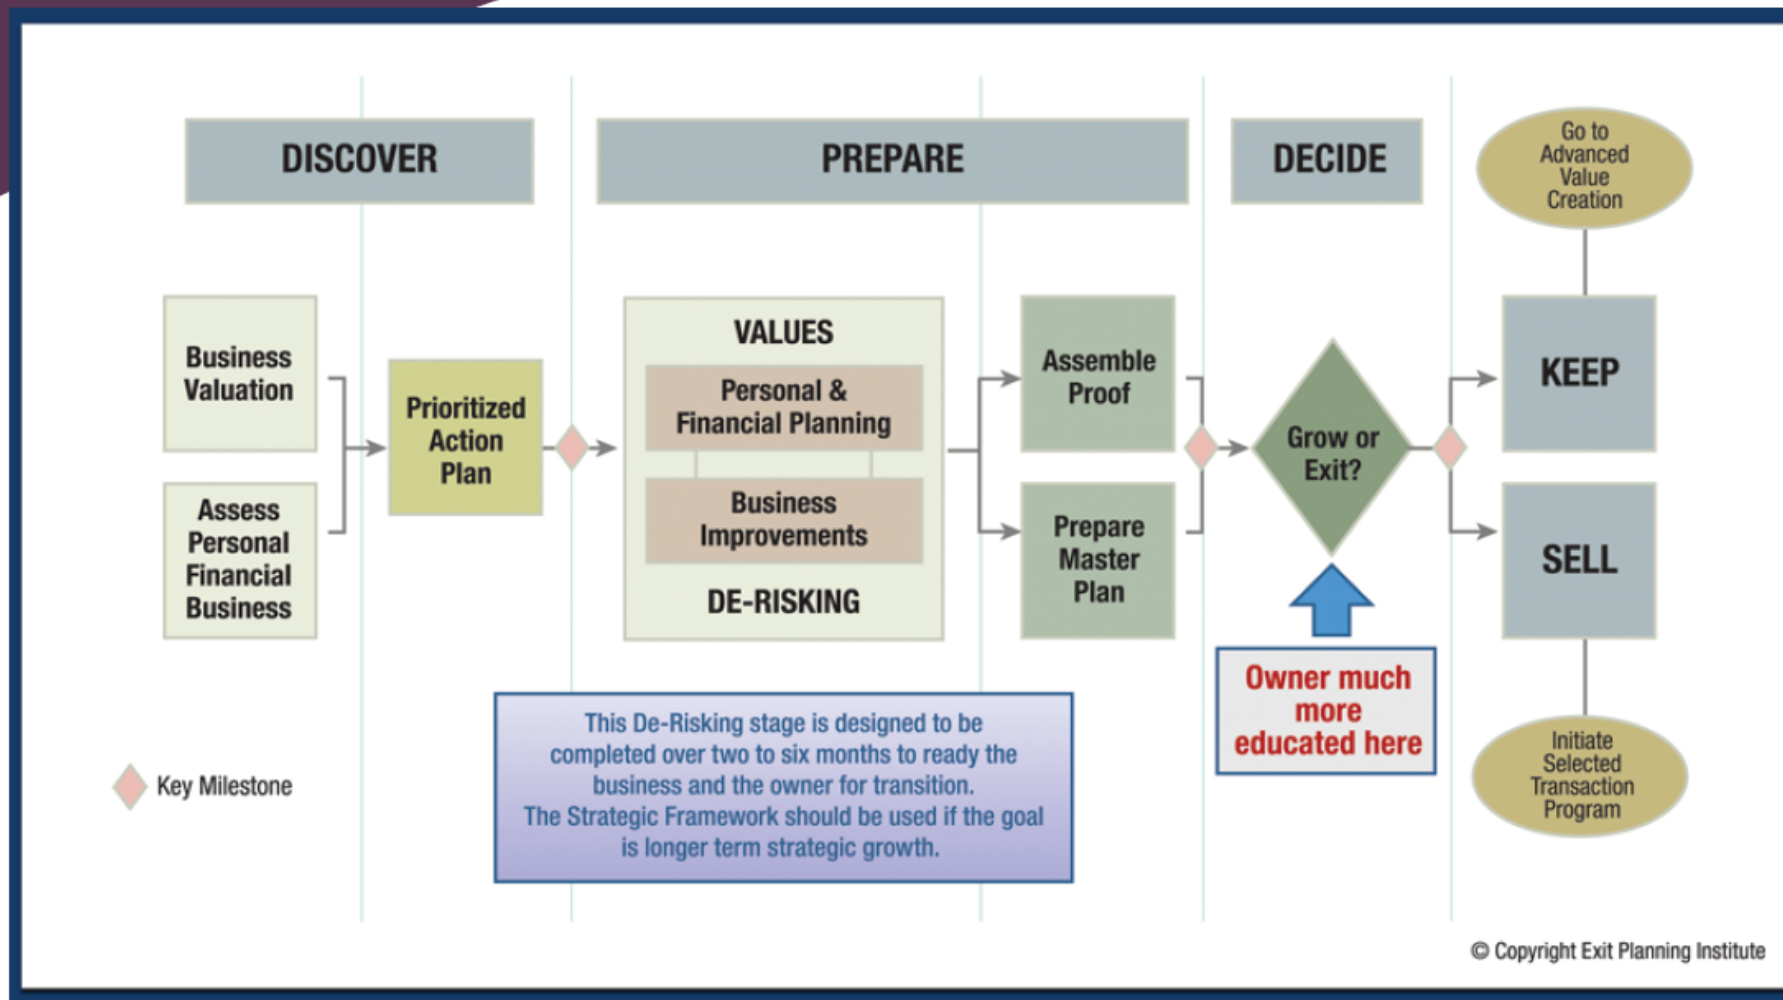 DISCOVER
PREPARE
DECIDE
Go to
Advanced
Value
Creation
Business
Valuation
Assess
Personal
Financial
Business
Prioritized
Action
Plan
VALUES
Personal &
Financial Planning
Business
Improvements
DE-RISKING
Assemble
Proof
Prepare
Master
Plan
Grow or
Exit?
KEEP
SELL
Owner much
more
educated here
This De-Risking stage is designed to be
completed over two to six months to ready the
business and the owner for transition.
The Strategic Framework should be used if the goal
is longer term strategic growth.
Initiate
Selected
Transaction
Program
Key Milestone
© Copyright Exit Planning Institute